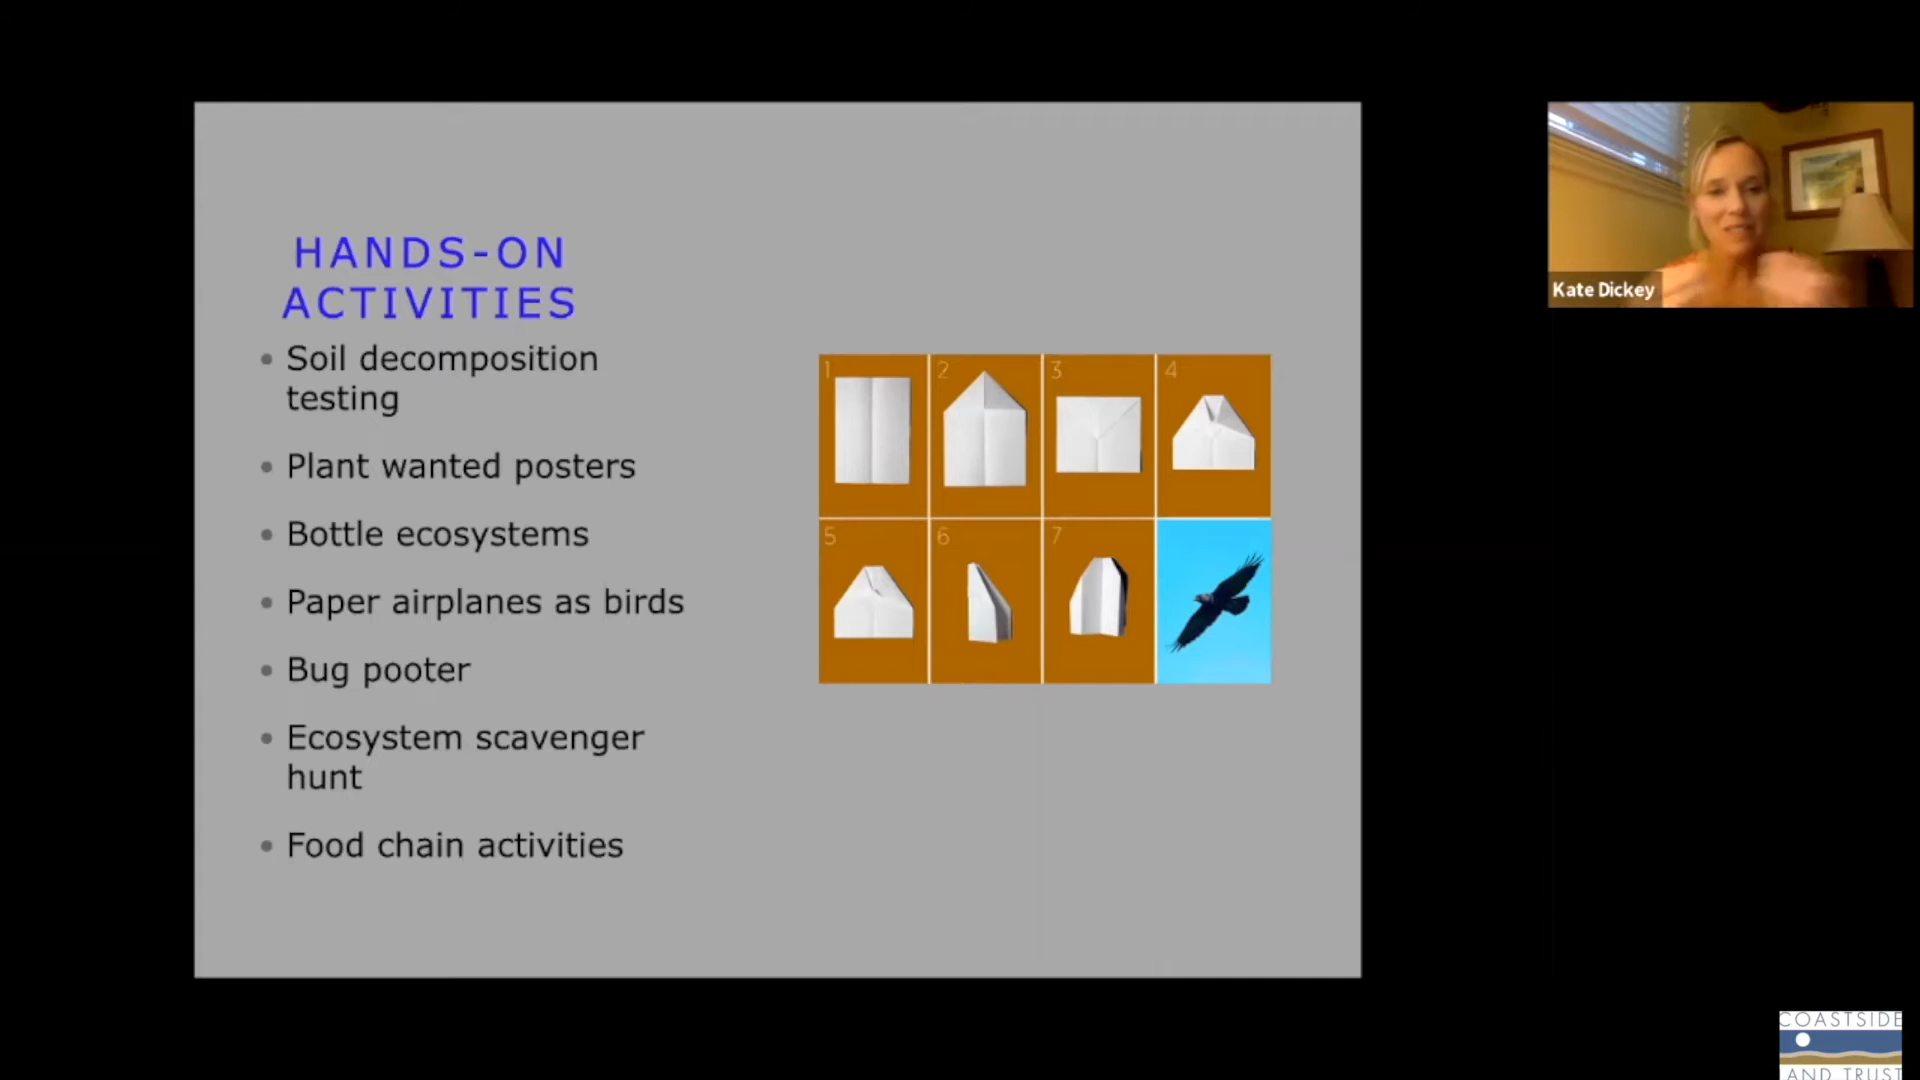 HANDS-ON
ACTIVITIES
Soil decomposition
testing
Plant wanted posters
Bottle ecosystems
Paper airplanes as birds
Bug pooter
Ecosystem scavenger
hunt
Food chain activities
1
2
3
4
5
6
7
Kate Dickey
COASTSIDE
AND TRUST